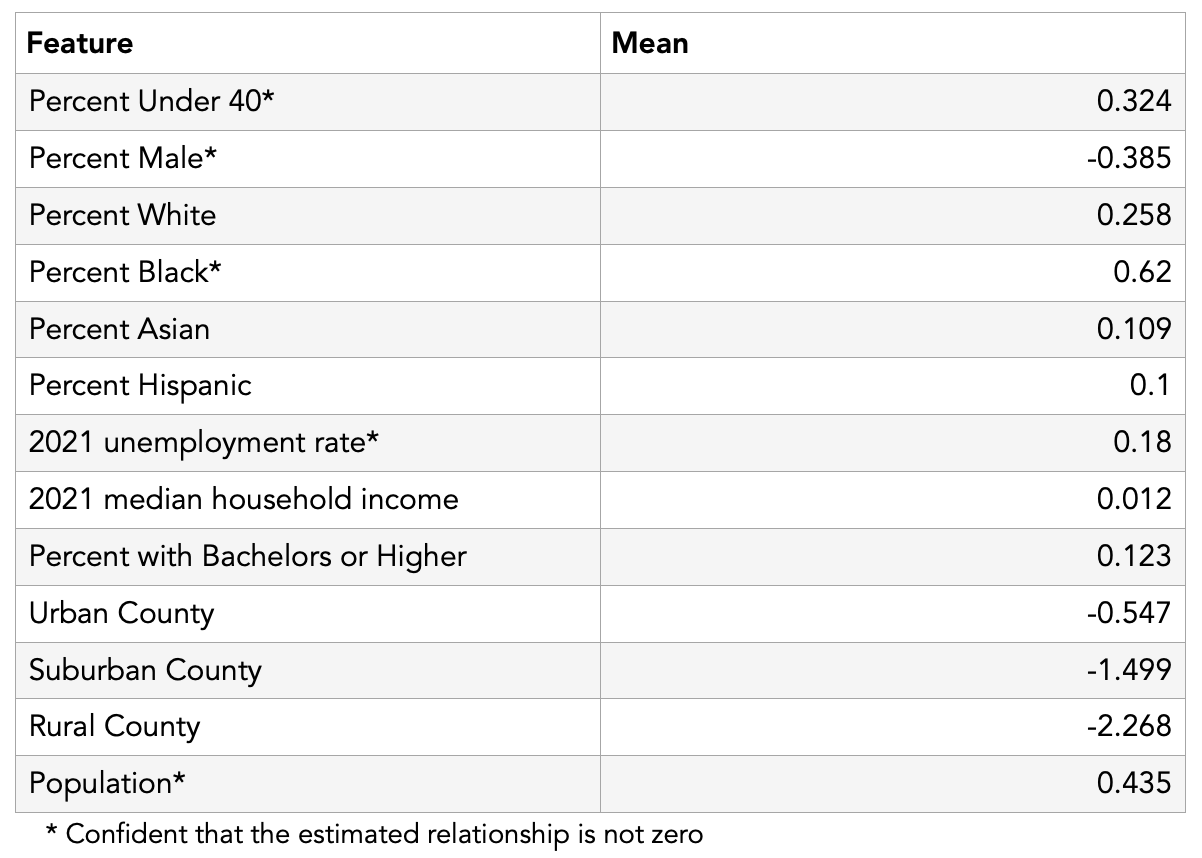 Feature Mean
Percent Under 40* 0.324
Percent Male* -0.385
Percent White 0.258
Percent Black* 0.62
Percent Asian 0.109
Percent Hispanic 0.1
2021 unemployment rate* 0.18
2021 median household income 0.012
Percent with Bachelors or Higher 0.123
Urban County -0.547
Suburban County -1.499
Rural County -2.268
Population* 0.435
* Confident that the estimated relationship is not zero